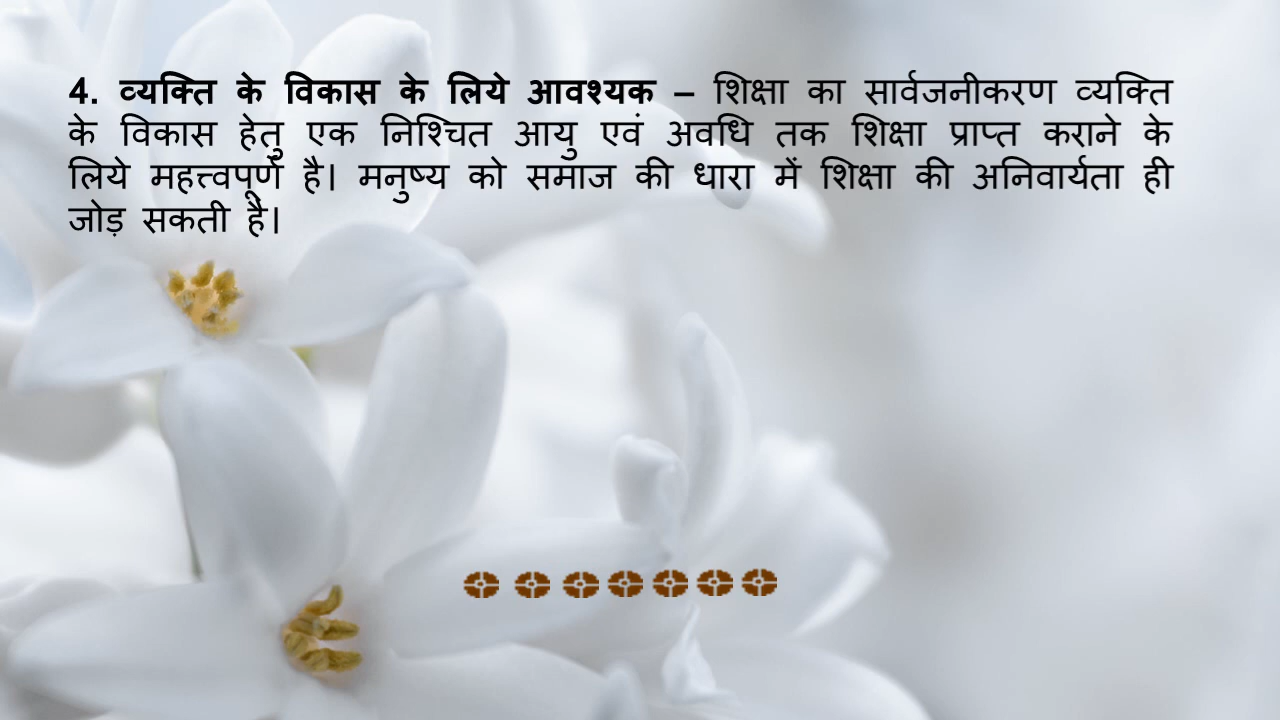 4. व्यक्ति के विकास के लिये आवश्यक – शिक्षा का सार्वजनीकरण व्यक्ति
के विकास हेतु एक निश्चित आयु एवं अवधि तक शिक्षा प्राप्त कराने के
लिये महत्त्वपूर्ण है। मनुष्य को समाज की धारा में शिक्षा की अनिवार्यता ही
जोड़ सकती है।